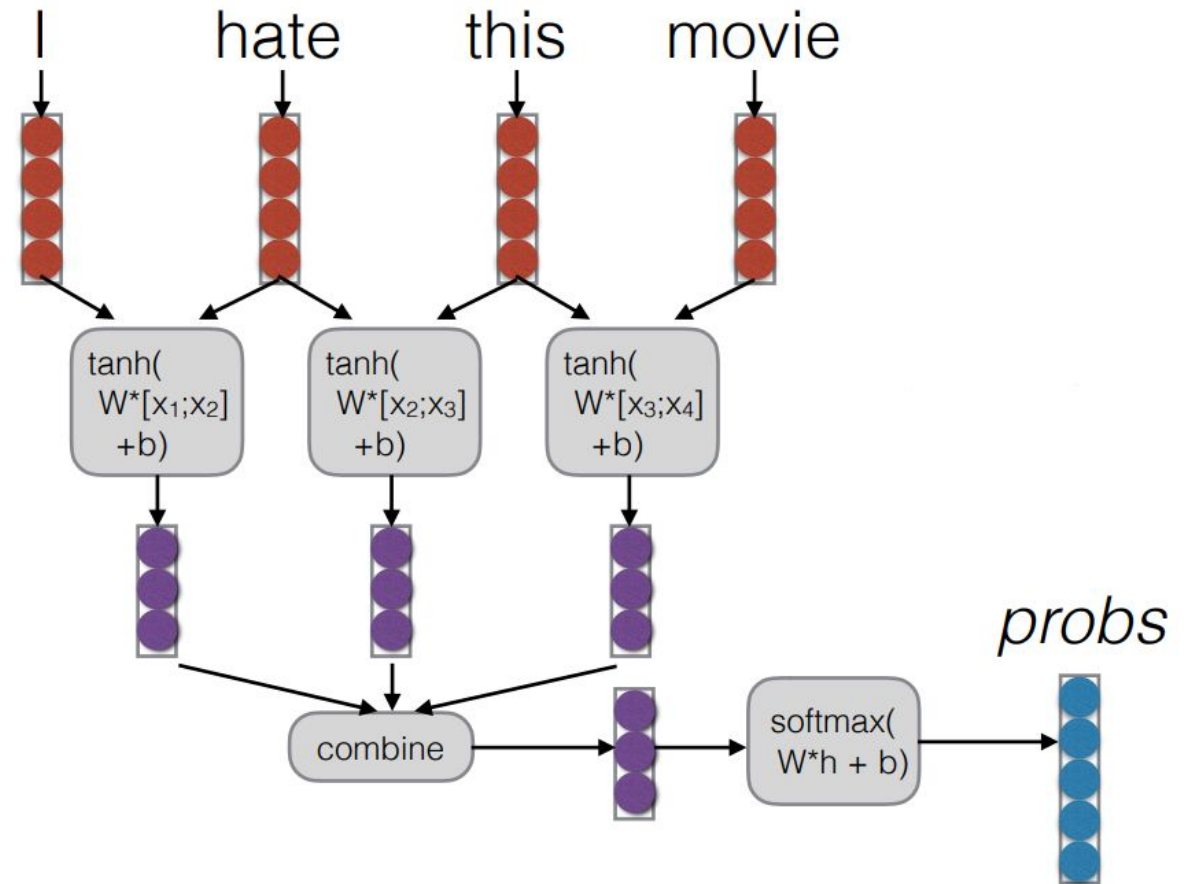 I hate this movie
tanh(
W*[x₁;x₂]
+b)
tanh(
W*[x₂;x₃]
+b)
tanh(
W*[x₃;x₄]
+b)
probs
combine
softmax(
W*h + b)